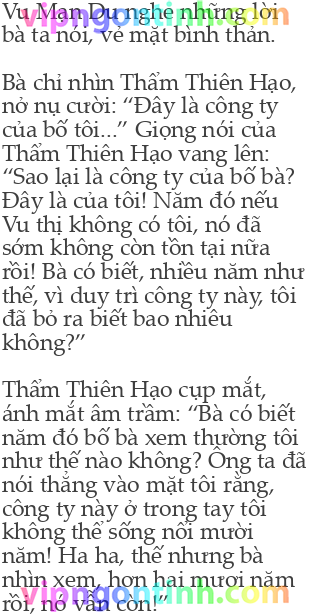 Vu Mạn Du nghe những lời
bà ta nói, vẻ mặt bình thản.
Bà chỉ nhìn Thẩm Thiên Hạo,
nở nụ cười: “Đây là công ty
của bố tôi...” Giọng nói của
Thẩm Thiên Hạo vang lên:
“Sao lại là công ty của bố bà?
Đây là của tôi! Năm đó nếu
Vu thị không có tôi, nó đã
sớm không còn tồn tại nữa
rồi! Bà có biết, nhiều năm như
thế, vì duy trì công ty này, tôi
đã bỏ ra biết bao nhiêu
không?”
Thẩm Thiên Hạo cụp mắt,
ánh mắt âm trầm: “Bà có biết
năm đó bố bà xem thường tôi
như thế nào không? Ông ta đã
nói thẳng vào mặt tôi rằng,
công ty này ở trong tay tôi
không thể sống nổi mười
năm! Ha ha, thế nhưng bà
nhìn xem, hơn hai mươi năm
rồi, nó vẫn còn!”
vipngontinh.com
vipngontinh.com